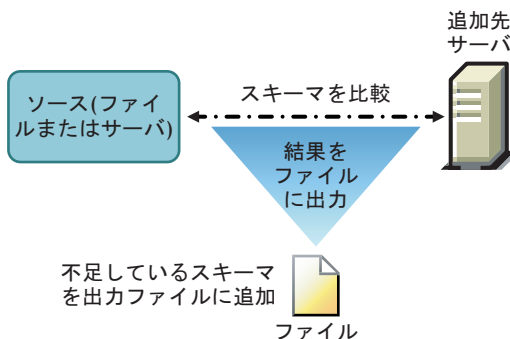 追加先
サーバ
ソース(ファイ
ルまたはサーバ)
スキーマを比較
結果を
ファイル
に出力
不足しているスキーマ
を出力ファイルに追加
ファイル